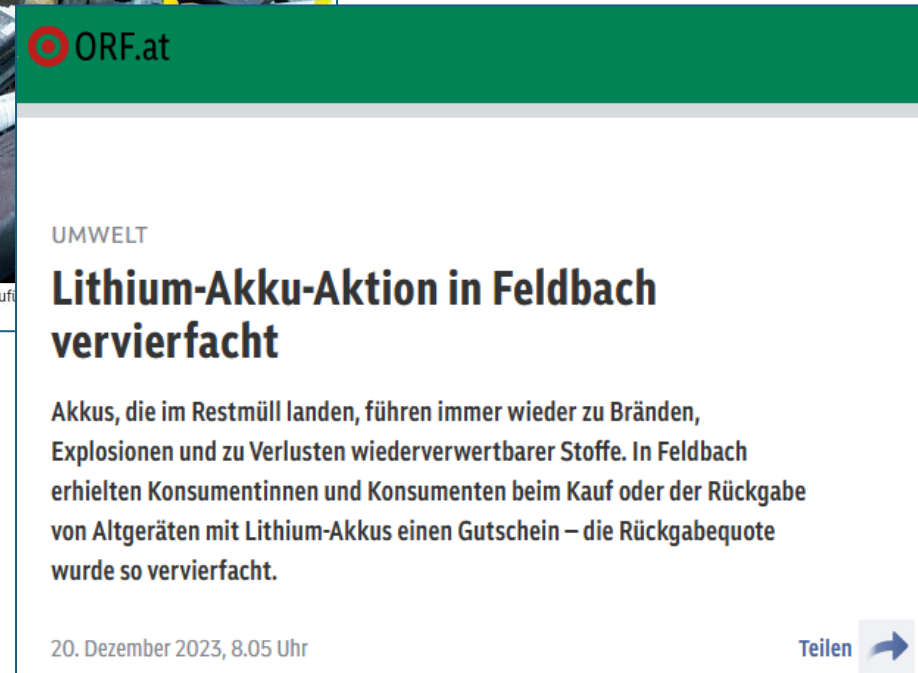 ORF.at
UMWELT
Lithium-Akku-Aktion in Feldbach
vervierfacht
Akkus, die im Restmüll landen, führen immer wieder zu Bränden,
Explosionen und zu Verlusten wiederverwertbarer Stoffe. In Feldbach
erhielten Konsumentinnen und Konsumenten beim Kauf oder der Rückgabe
von Altgeräten mit Lithium-Akkus einen Gutschein – die Rückgabequote
wurde so vervierfacht.
20. Dezember 2023, 8.05 Uhr
Teilen